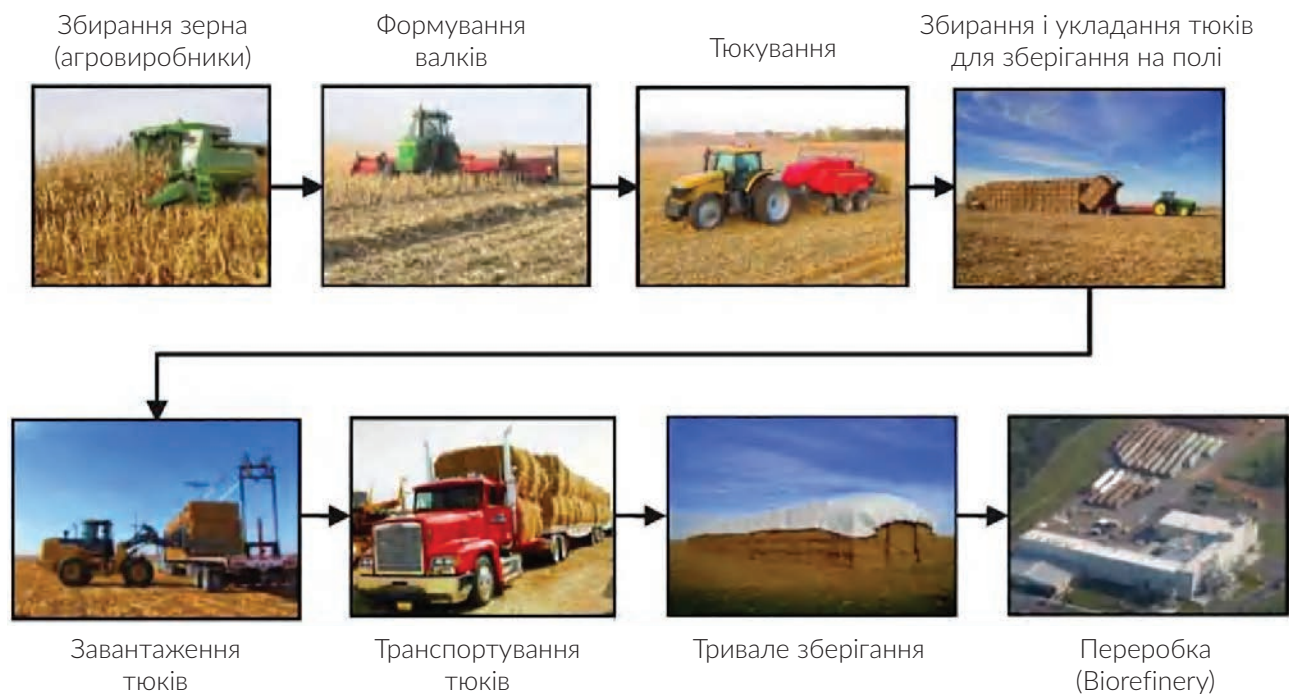 Збирання зерна
(агровиробники)
Формування
валків
Тюкування
Збирання і укладання тюків
для зберігання на полі
Завантаження
тюків
Транспортування
тюків
Тривале зберігання
Переробка
(Biorefinery)